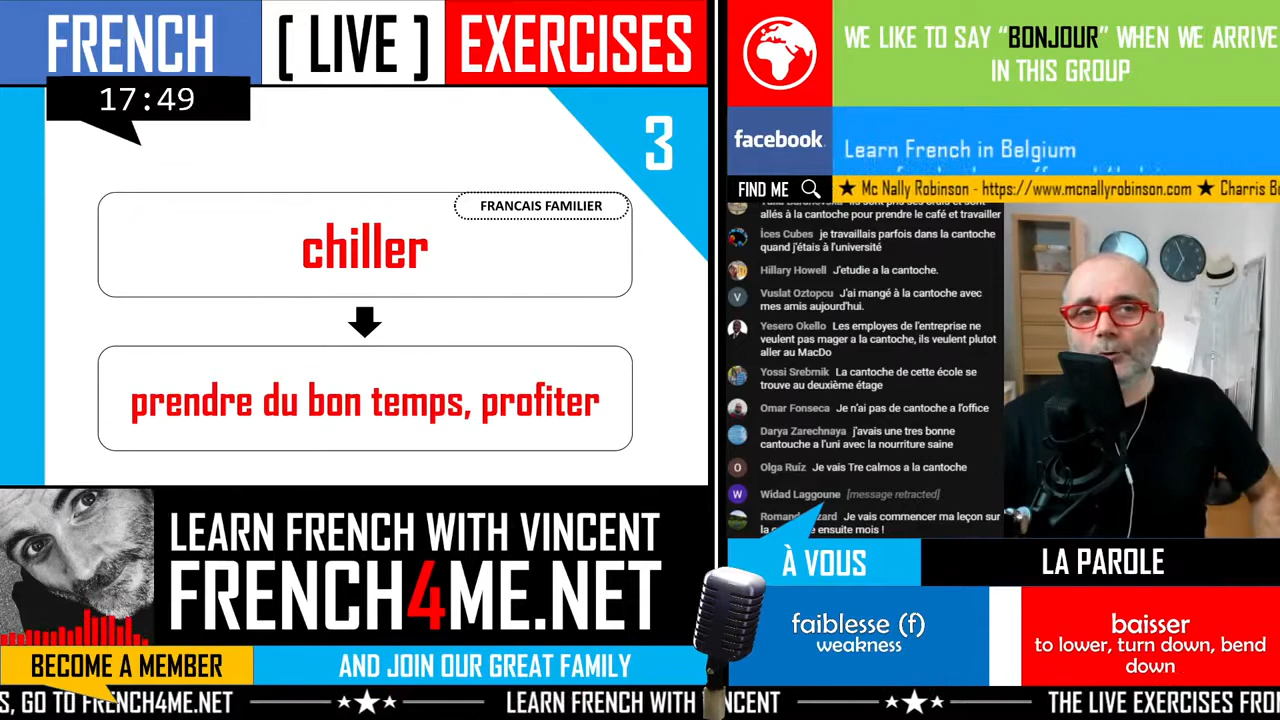 FRENCH
[ LIVE ]
EXERCISES
17:49
3
FRANCAIS FAMILIER
chiller
prendre du bon temps, profiter
LEARN FRENCH WITH VINCENT
FRENCH4ME.NET
BECOME A MEMBER
AND JOIN OUR GREAT FAMILY
WE LIKE TO SAY “BONJOUR” WHEN WE ARRIVE
IN THIS GROUP
facebook.
Learn French in Belgium
FIND ME
★ Mc Nally Robinson - https://www.mcnallyrobinson.com ★ Charris
allés à la cantoche pour prendre le café et travailler
İces Cubes je travaillais parfois dans la cantoche
quand j'étais à l'université
Hillary Howell J'etudie a la cantoche.
V
Vuslat Oztopcu J'ai mangé à la cantoche avec
mes amis aujourd'hui.
Yesero Okello Les employes de l'entreprise ne
veulent pas mager a la cantoche, ils veulent plutot
aller au MacDo
Yossi Srebrnik La cantoche de cette école se
trouve au deuxième étage
Omar Fonseca Je n'ai pas de cantoche a l'office
Darya Zarechnaya j'avais une tres bonne
cantouche a l'uni avec la nourriture saine
O
Olga Ruíz Je vais Tre calmos a la cantoche
W
Widad Laggoune [message retracted]
Je vais commencer ma leçon sur
la ensuite mois !
À VOUS
LA PAROLE
faiblesse (f)
weakness
baisser
to lower, turn down, bend
down
S, GO TO FRENCH4ME.NET ★ LEARN FRENCH WITH VINCENT ★ THE LIVE EXERCISES